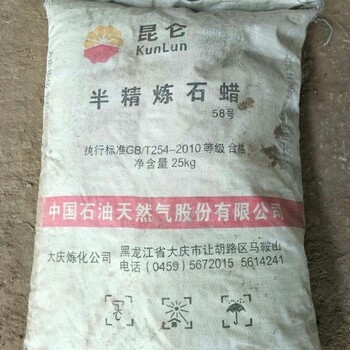 昆仑
KunLun
半精炼石蜡
58号
执行标准GB/T254-2010 等级 合格
净含量 25kg
中国石油天然气股份有限公司
大庆炼化公司 黑龙江省大庆市让胡路区马鞍山
电话 (0459) 5672015 5614241